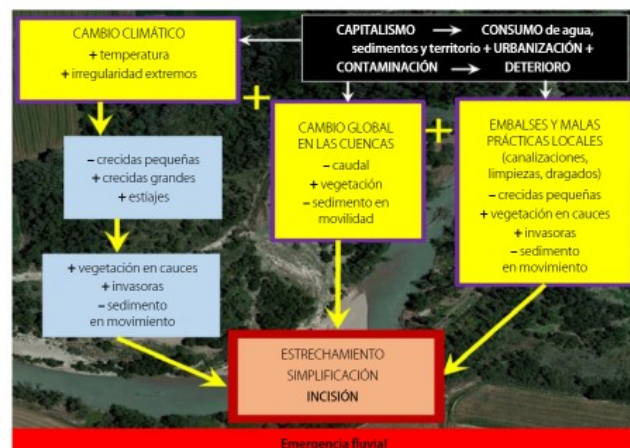 CAMBIO CLIMÁTICO
+ temperatura
+ irregularidad extremos
CAPITALISMO → CONSUMO de agua,
sedimentos y territorio + URBANIZACIÓN +
CONTAMINACIÓN → DETERIORO
+
– crecidas pequeñas
+ crecidas grandes
+ estiajes
+ vegetación en cauces
+ invasoras
– sedimento
en movimiento
CAMBIO GLOBAL
EN LAS CUENCAS
– caudal
+ vegetación
– sedimento en
movilidad
+
EMBALSES Y MALAS
PRÁCTICAS LOCALES
(canalizaciones,
limpiezas, dragados)
– crecidas pequeñas
+ vegetación en cauces
+ invasoras
– sedimento
en movimiento
ESTRECHAMIENTO
SIMPLIFICACIÓN
INCISIÓN
Emergencia fluvial